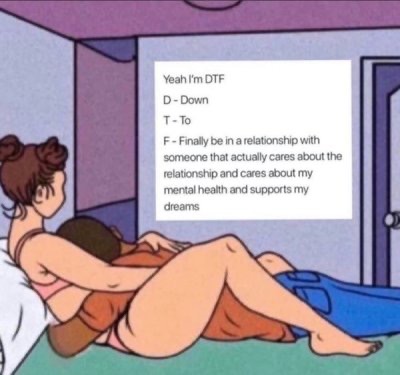 Yeah I'm DTF
D - Down
T - To
F - Finally be in a relationship with
someone that actually cares about the
relationship and cares about my
mental health and supports my
dreams